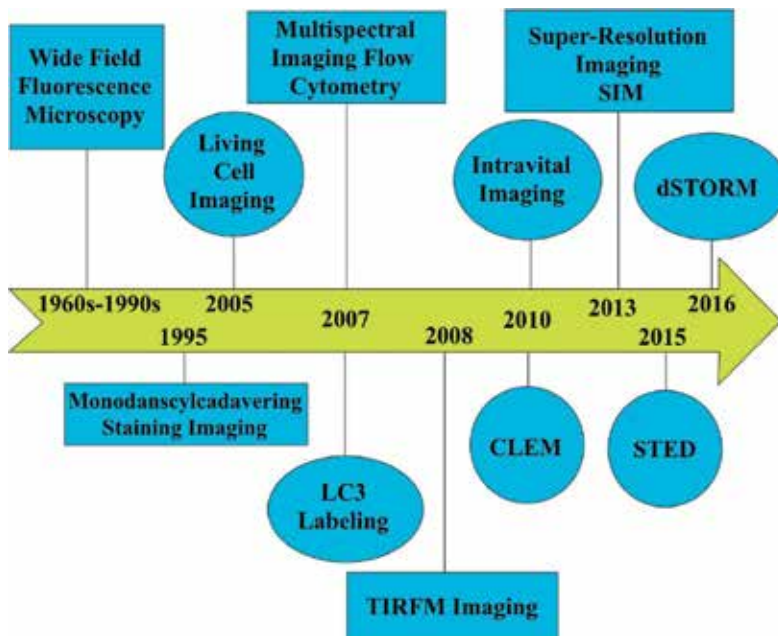 Wide Field
Fluorescence
Microscopy
Multispectral
Imaging Flow
Cytometry
Super-Resolution
Imaging
SIM
Living
Cell
Imaging
Intravital
Imaging
dSTORM
1960s-1990s
1995
2005
2007
2008
2010
2013
2015
2016
Monodanscylcadavering
Staining Imaging
LC3
Labeling
TIRFM Imaging
CLEM
STED